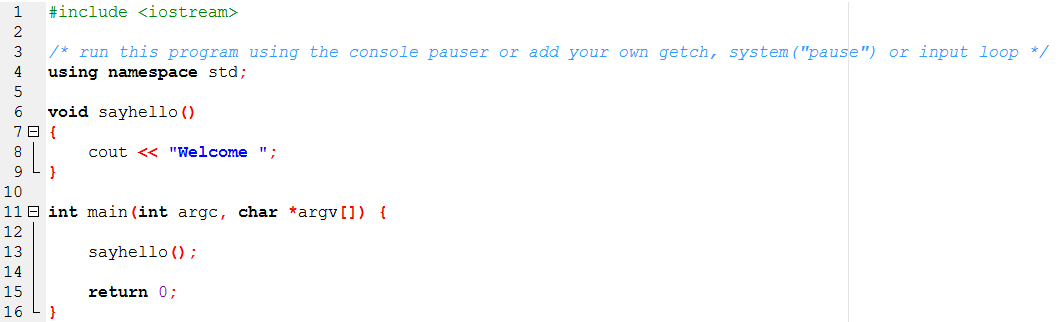 1 #include <iostream>
2
3 /* run this program using the console pauser or add your own getch, system("pause") or input loop */
4 using namespace std;
5
6 void sayhello()
7 {
8     cout << "Welcome ";
9 }
10
11 int main(int argc, char *argv[]) {
12
13     sayhello();
14
15     return 0;
16 }